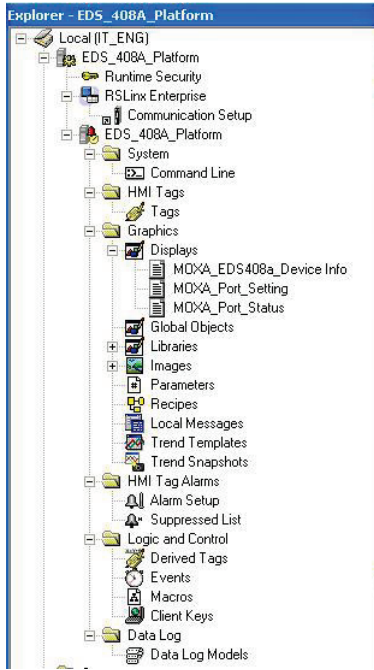 Explorer - EDS_408A_Platform
Local (IT_ENG)
EDS_408A_Platform
Runtime Security
RSLinx Enterprise
Communication Setup
EDS_408A_Platform
System
Command Line
HMI Tags
Tags
Graphics
Displays
MOXA_EDS408a_Device Info
MOXA_Port_Setting
MOXA_Port_Status
Global Objects
Libraries
Images
Parameters
Recipes
Local Messages
Trend Templates
Trend Snapshots
HMI Tag Alarms
Alarm Setup
Suppressed List
Logic and Control
Derived Tags
Events
Macros
Client Keys
Data Log
Data Log Models